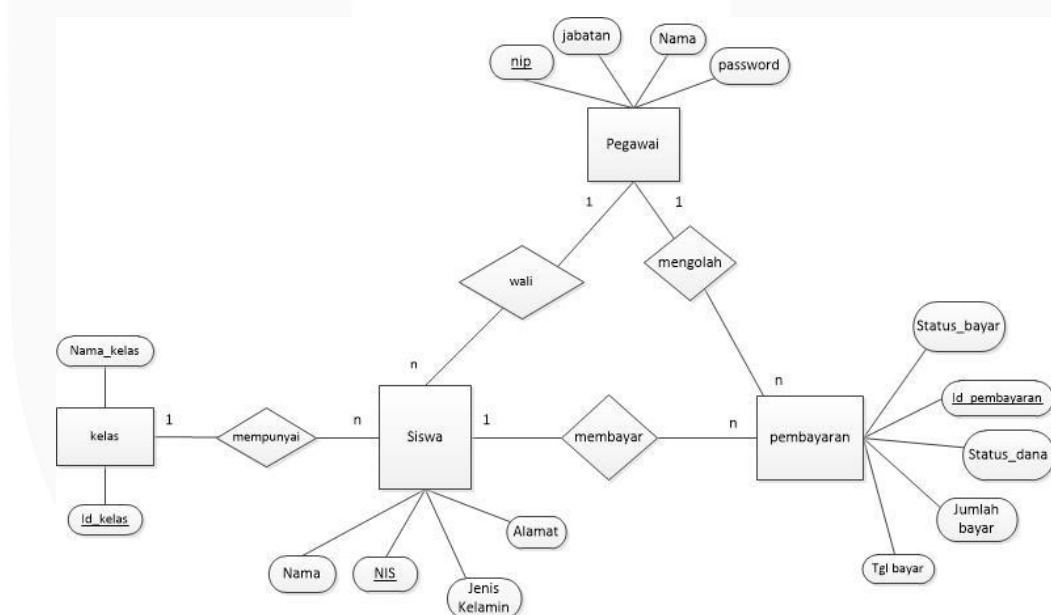 jabatan
Nama
nip
password
Pegawai
1
1
wali
mengolah
Status_bayar
Nama_kelas
n
n
Id_pembayaran
kelas
1
mempunyai
n
Siswa
1
membayar
n
pembayaran
Status_dana
Id_kelas
Alamat
Jumlah
bayar
Nama
NIS
Jenis
Kelamin
Tgl bayar